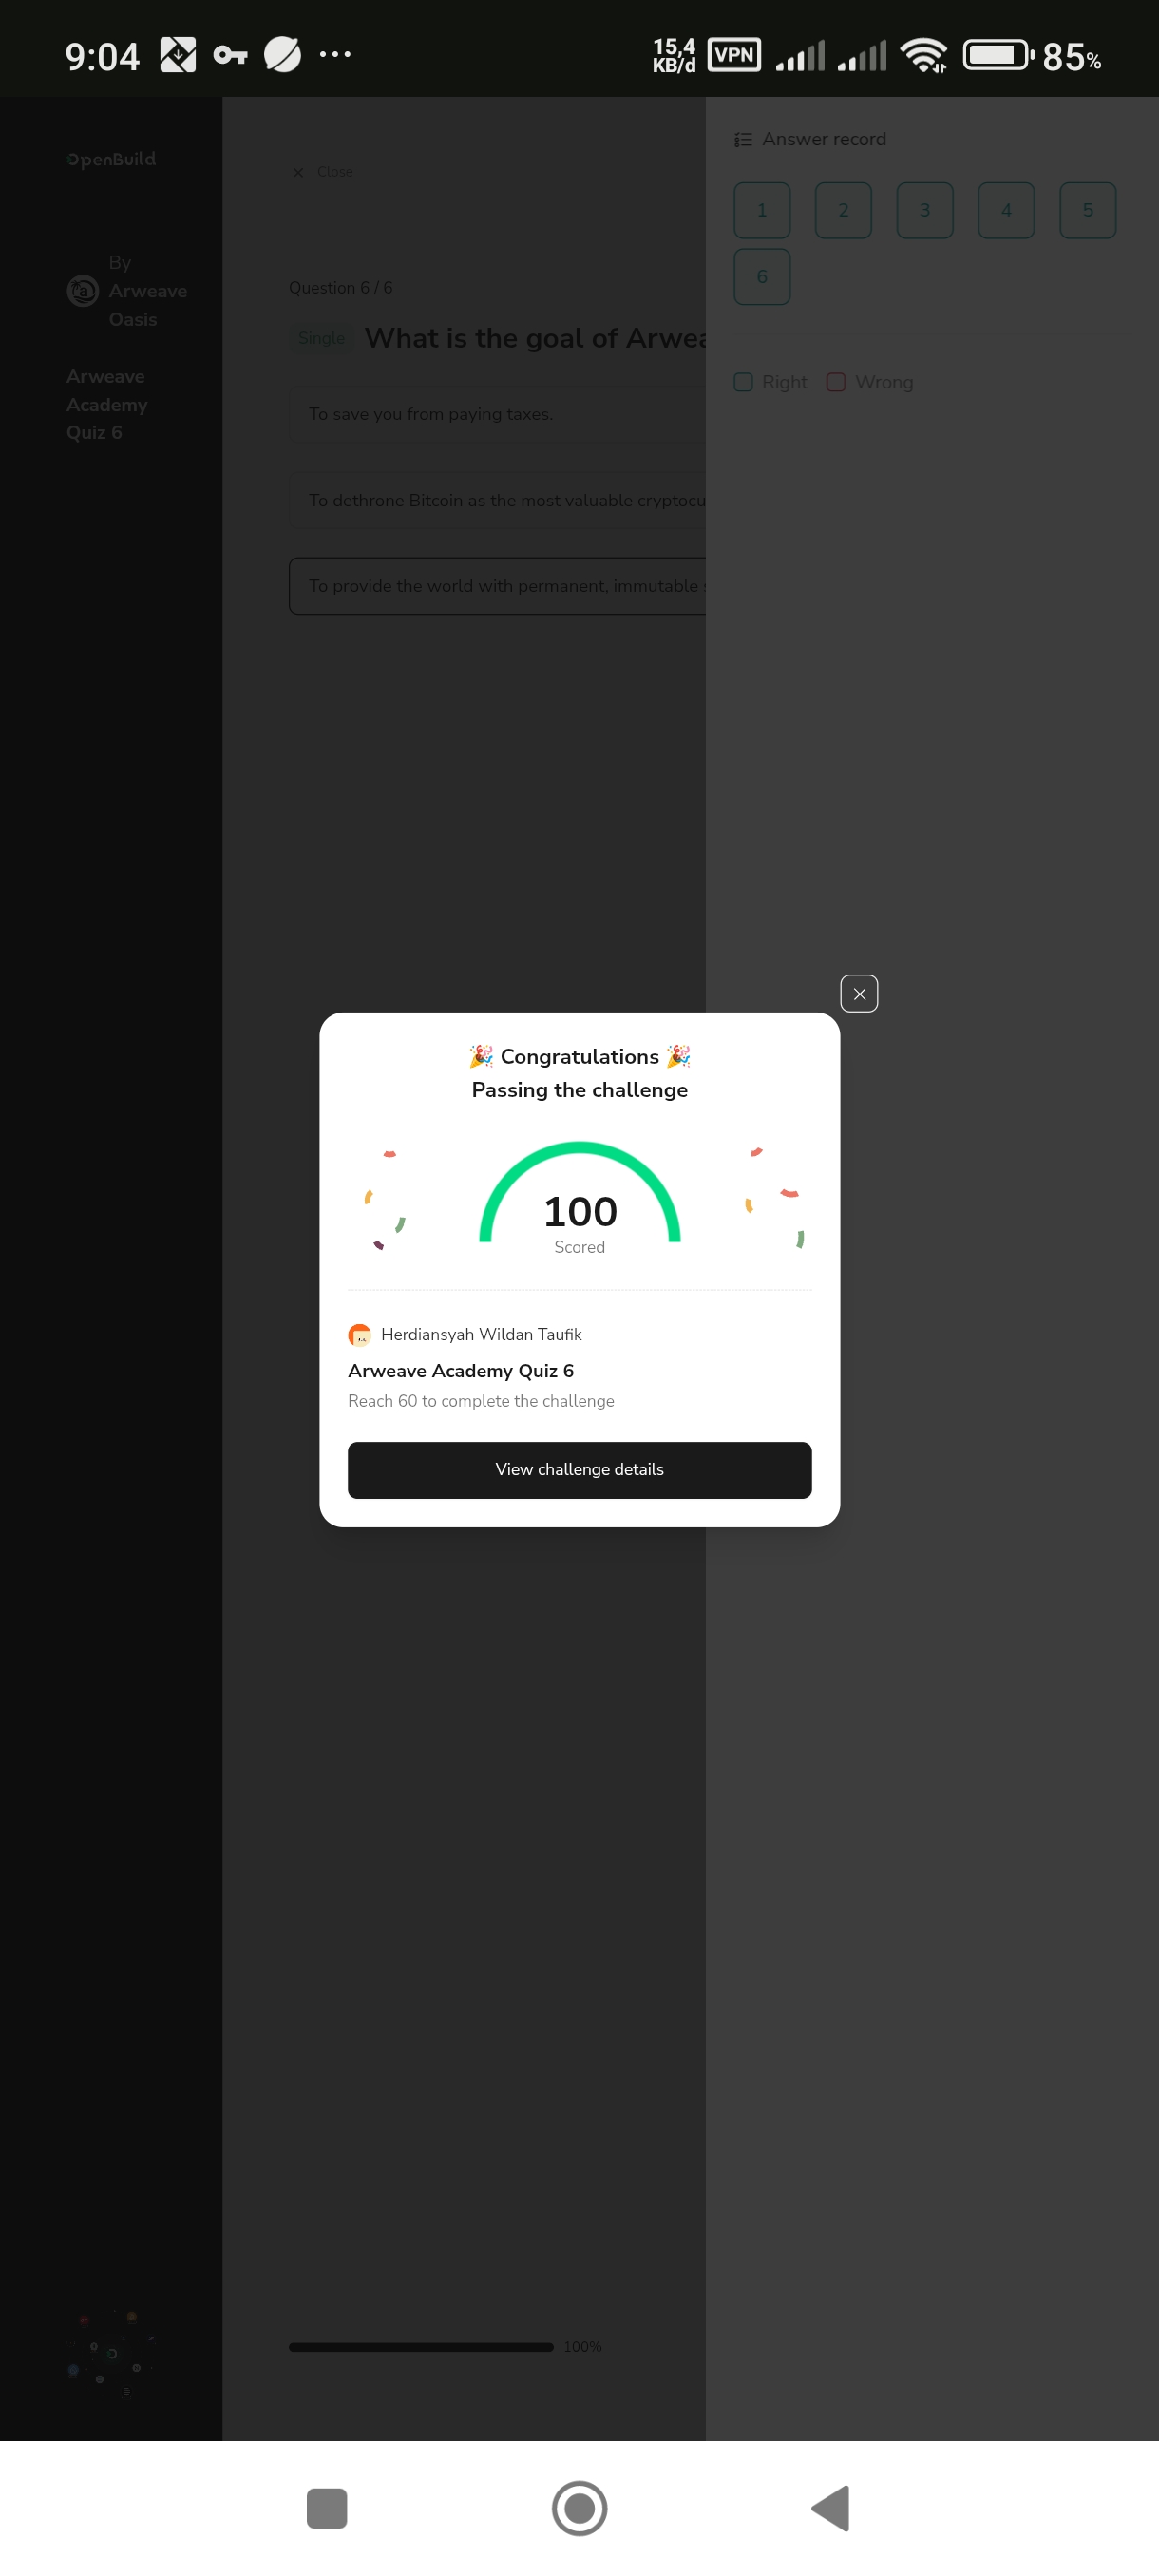 9:04
15,4
KB/d
VPN
85%
OpenBuild
By
Arweave
Oasis
Arweave
Academy
Quiz 6
Close
Question 6 / 6
Single
What is the goal of Arwea
To save you from paying taxes.
To dethrone Bitcoin as the most valuable cryptocu
To provide the world with permanent, immutable s
Answer record
1
2
3
4
5
6
Right
Wrong
🎉 Congratulations 🎉
Passing the challenge
100
Scored
Herdiansyah Wildan Taufik
Arweave Academy Quiz 6
Reach 60 to complete the challenge
View challenge details
100%